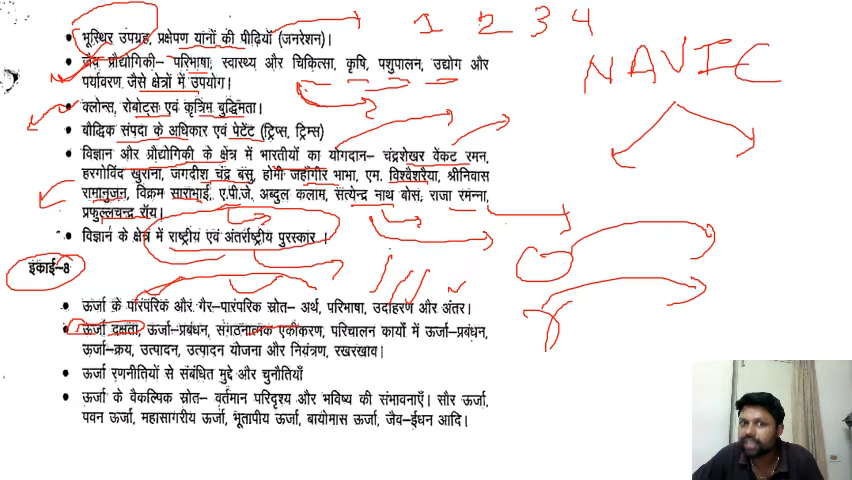 1 2 3 4
NAVIC
• भूस्थिर उपग्रह, प्रक्षेपण यानों की पीढ़ियाँ (जनरेशन)।
• जैव प्रौद्योगिकी– परिभाषा, स्वास्थ्य और चिकित्सा, कृषि, पशुपालन, उद्योग और
पर्यावरण जैसे क्षेत्रों में उपयोग।
• क्लोन्स, रोबोट्स एवं कृत्रिम बुद्धिमता।
• बौद्धिक संपदा के अधिकार एवं पेटेंट (ट्रिप्स, ट्रिम्स)
• विज्ञान और प्रौद्योगिकी के क्षेत्र में भारतीयों का योगदान– चंद्रशेखर वेंकट रमन,
हरगोविंद खुराना, जगदीश चंद्र बसु, होमी जहाँगीर भाभा, एम. विश्वैशरैया, श्रीनिवास
रामानुजन, विक्रम साराभाई, ए.पी.जे. अब्दुल कलाम, सत्येन्द्र नाथ बोस, राजा रमन्ना,
प्रफुल्लचन्द्र रॉय।
• विज्ञान के क्षेत्र में राष्ट्रीय एवं अंतर्राष्ट्रीय पुरस्कार ।
इकाई–8
• ऊर्जा के पारंपरिक और गैर–पारंपरिक स्रोत– अर्थ, परिभाषा, उदाहरण और अंतर।
• ऊर्जा दक्षता, ऊर्जा–प्रबंधन, संगठनात्मक एकीकरण, परिचालन कार्यों में ऊर्जा–प्रबंधन,
ऊर्जा–क्रय, उत्पादन, उत्पादन योजना और नियंत्रण, रखरखाव।
• ऊर्जा रणनीतियों से संबंधित मुद्दे और चुनौतियाँ
• ऊर्जा के वैकल्पिक स्रोत– वर्तमान परिदृश्य और भविष्य की संभावनाएँ। सौर ऊर्जा,
पवन ऊर्जा, महासागरीय ऊर्जा, भूतापीय ऊर्जा, बायोमास ऊर्जा, जैव–ईधन आदि।